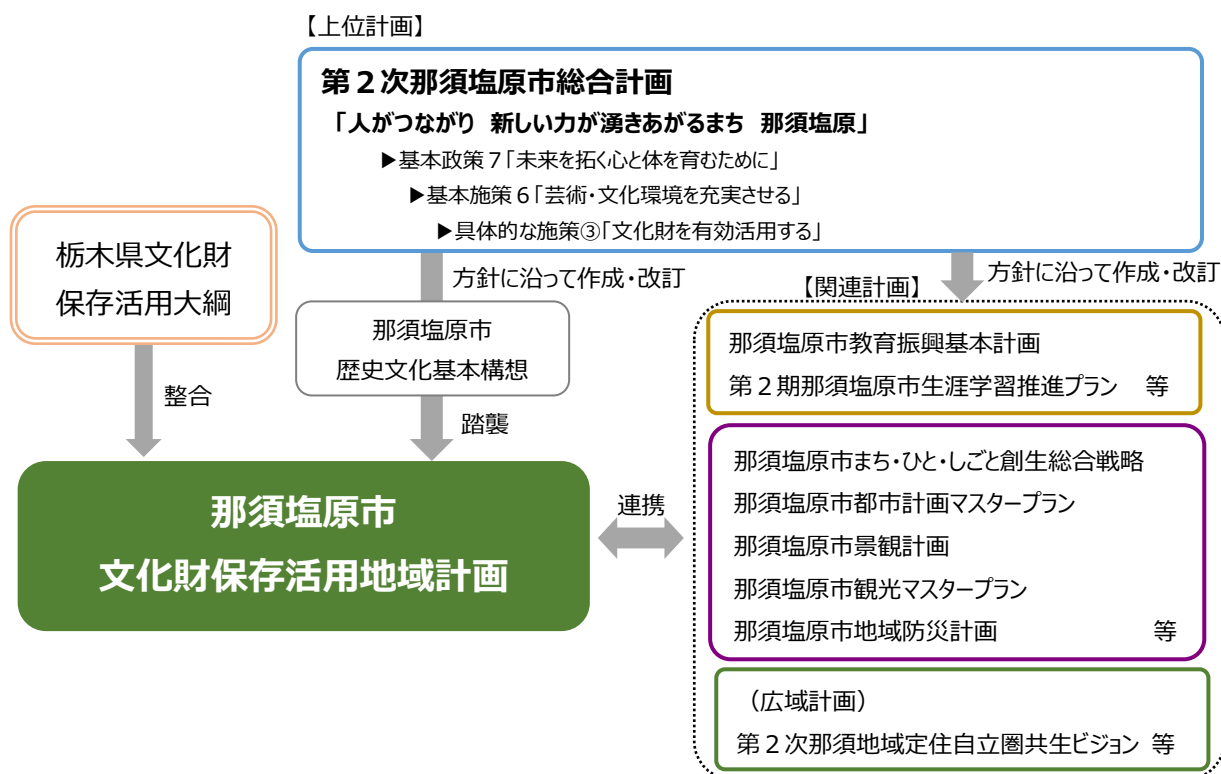 【上位計画】
第２次那須塩原市総合計画
「人がつながり 新しい力が湧きあがるまち 那須塩原」
▶基本政策７「未来を拓く心と体を育むために」
▶基本施策６「芸術・文化環境を充実させる」
▶具体的な施策③「文化財を有効活用する」
栃木県文化財
保存活用大綱
方針に沿って作成・改訂
方針に沿って作成・改訂
【関連計画】
那須塩原市
歴史文化基本構想
整合
踏襲
那須塩原市
文化財保存活用地域計画
連携
那須塩原市教育振興基本計画
第２期那須塩原市生涯学習推進プラン 等
那須塩原市まち・ひと・しごと創生総合戦略
那須塩原市都市計画マスタープラン
那須塩原市景観計画
那須塩原市観光マスタープラン
那須塩原市地域防災計画 等
（広域計画）
第２次那須地域定住自立圏共生ビジョン 等